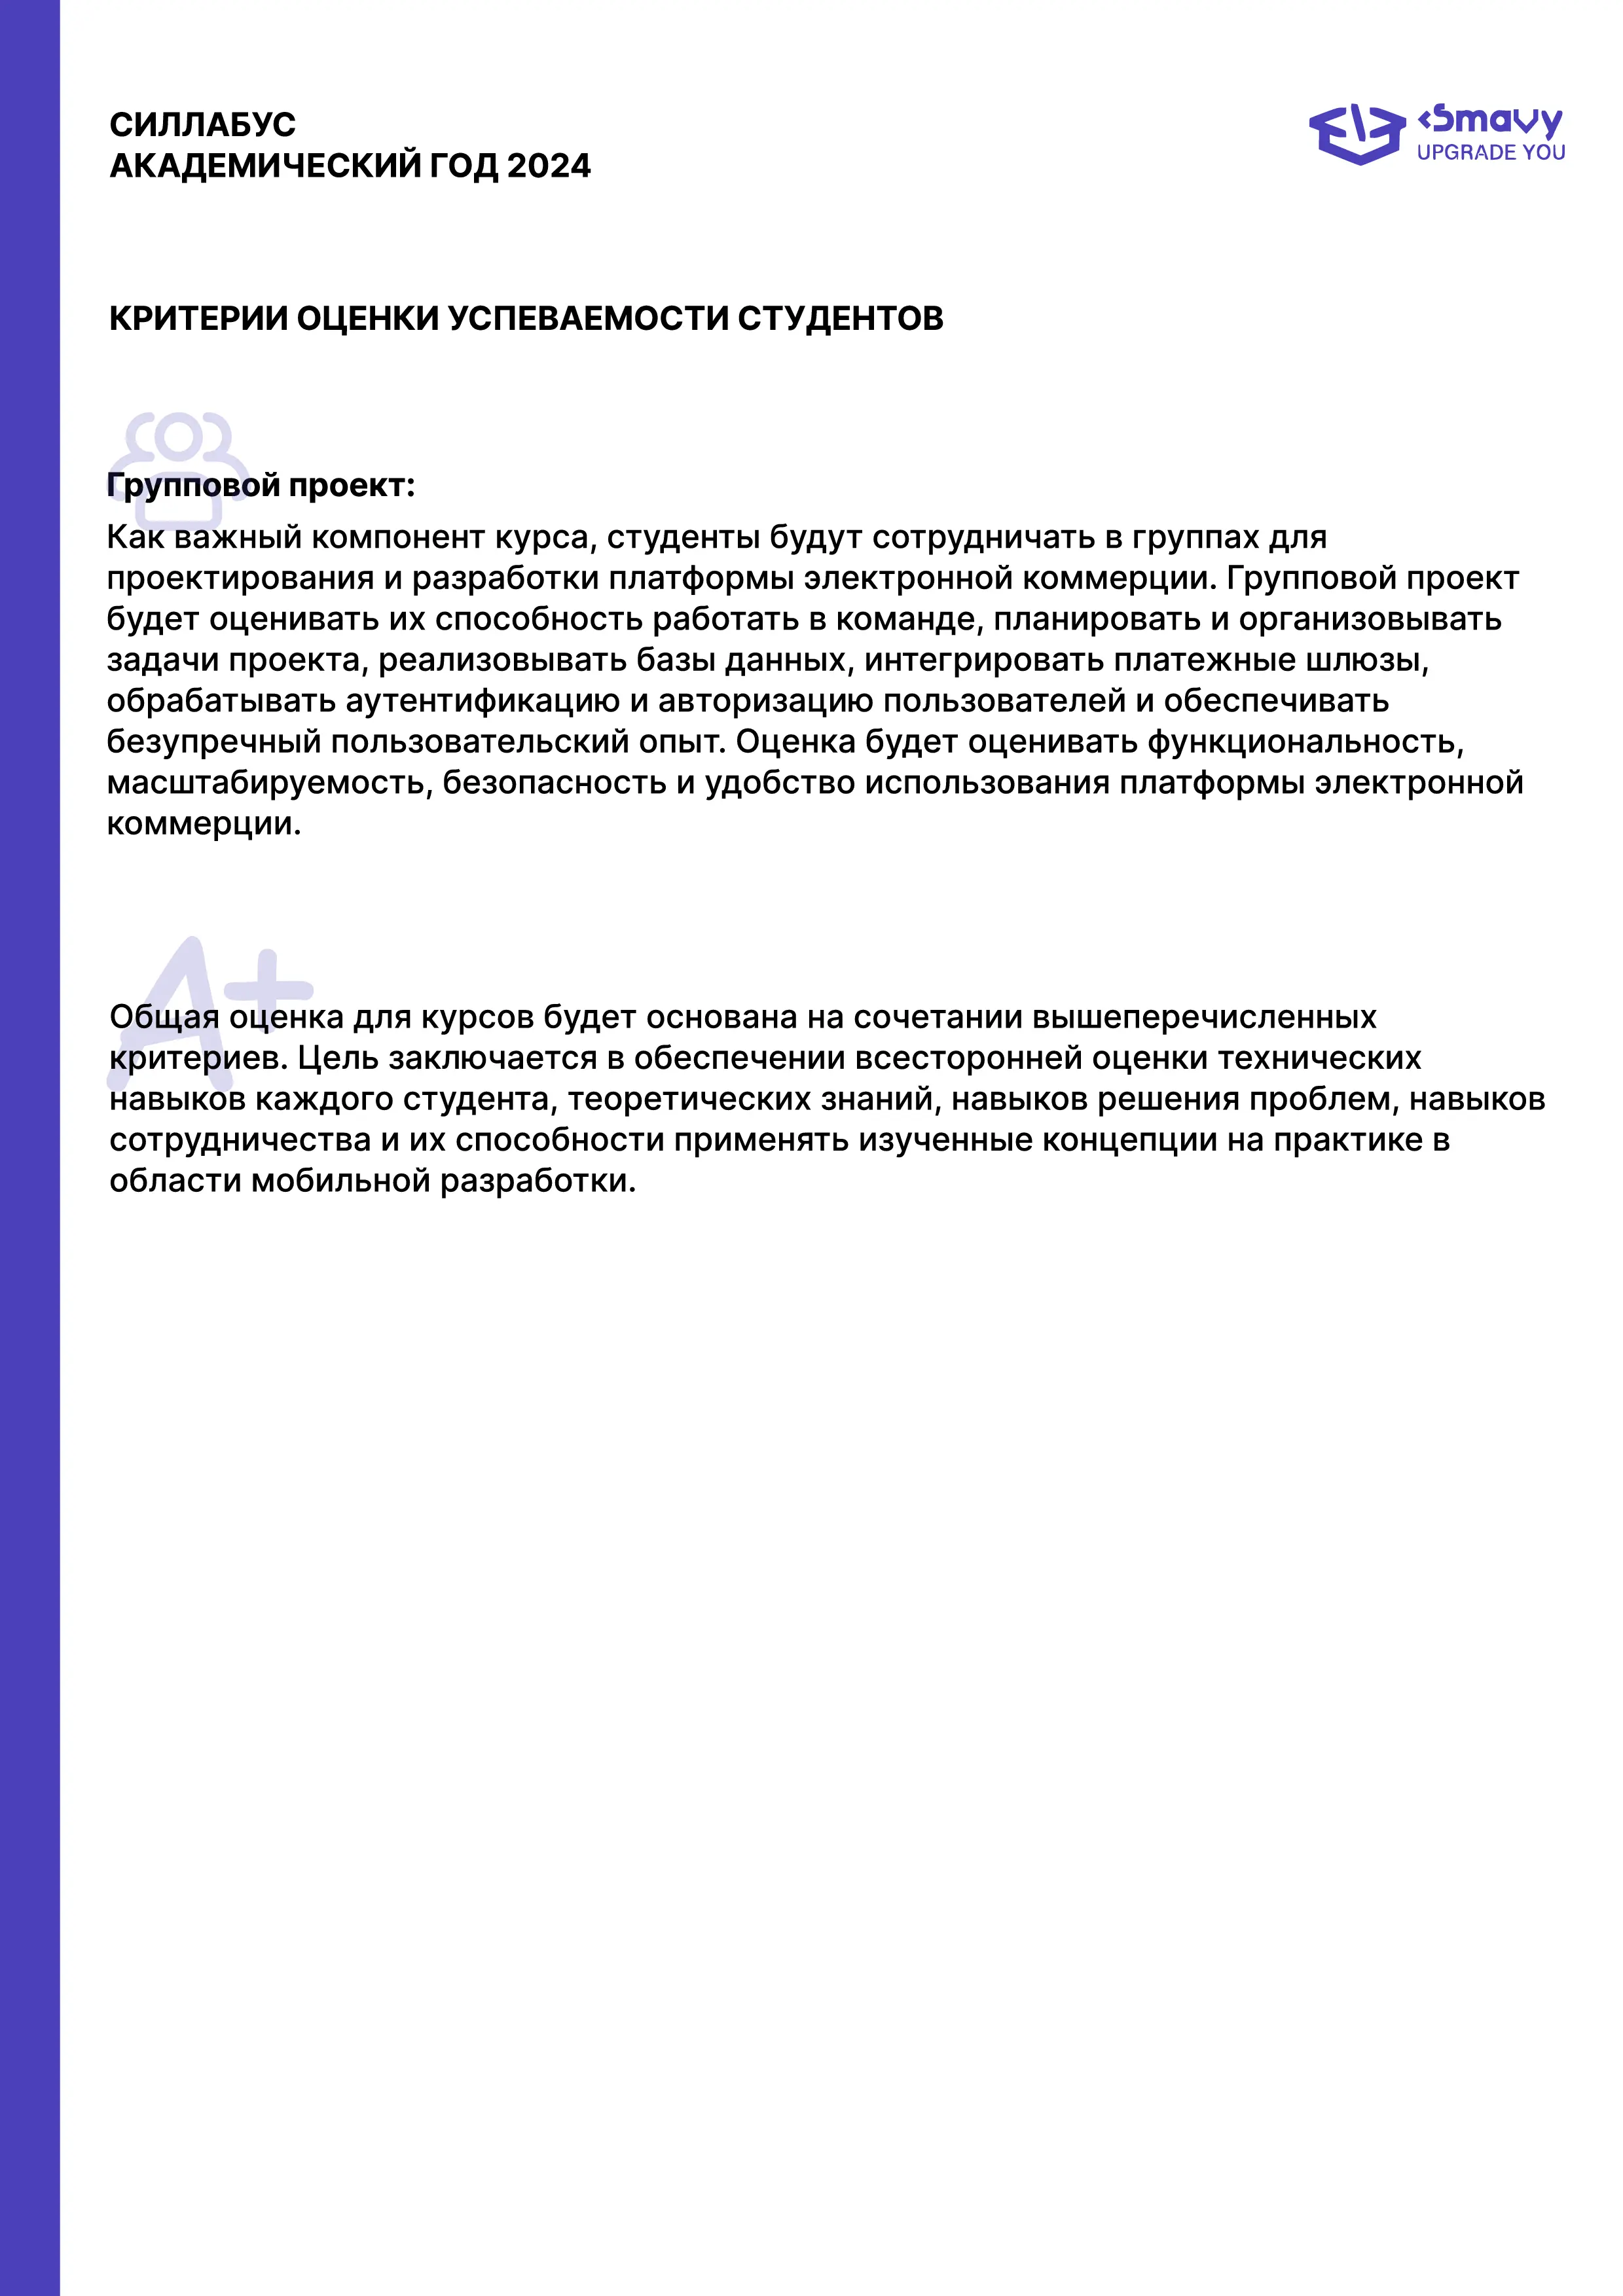 СИЛЛАБУС
АКАДЕМИЧЕСКИЙ ГОД 2024
Smavy
UPGRADE YOU
КРИТЕРИИ ОЦЕНКИ УСПЕВАЕМОСТИ СТУДЕНТОВ
Групповой проект:
Как важный компонент курса, студенты будут сотрудничать в группах для
проектирования и разработки платформы электронной коммерции. Групповой проект
будет оценивать их способность работать в команде, планировать и организовывать
задачи проекта, реализовывать базы данных, интегрировать платежные шлюзы,
обрабатывать аутентификацию и авторизацию пользователей и обеспечивать
безупречный пользовательский опыт. Оценка будет оценивать функциональность,
масштабируемость, безопасность и удобство использования платформы электронной
коммерции.
A+
Общая оценка для курсов будет основана на сочетании вышеперечисленных
критериев. Цель заключается в обеспечении всесторонней оценки технических
навыков каждого студента, теоретических знаний, навыков решения проблем, навыков
сотрудничества и их способности применять изученные концепции на практике в
области мобильной разработки.